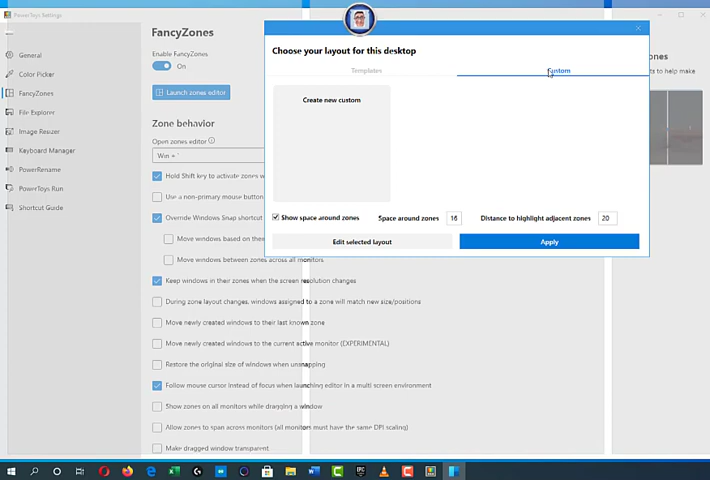 PowerToys Settings
General
Color Picker
FancyZones
File Explorer
Image Resizer
Keyboard Manager
PowerRename
PowerToys Run
Shortcut Guide
FancyZones
Enable FancyZones
On
Launch zones editor
Zone behavior
Open zones editor
Win + `
Hold Shift key to activate zones w
Use a non-primary mouse button
Override Windows Snap shortcut
Move windows based on the
Move windows between zones across all monitors
Keep windows in their zones when the screen resolution changes
During zone layout changes, windows assigned to a zone will match new size/positions
Move newly created windows to their last known zone
Move newly created windows to the current active monitor (EXPERIMENTAL)
Restore the original size of windows when unsnapping
Follow mouse cursor instead of focus when launching editor in a multi screen environment
Show zones on all monitors while dragging a window
Allow zones to span across monitors (all monitors must have the same DPI scaling)
Make dragged window transparent
Choose your layout for this desktop
Templates
Custom
Create new custom
Show space around zones
Space around zones
16
Distance to highlight adjacent zones
20
Edit selected layout
Apply
ts to help make